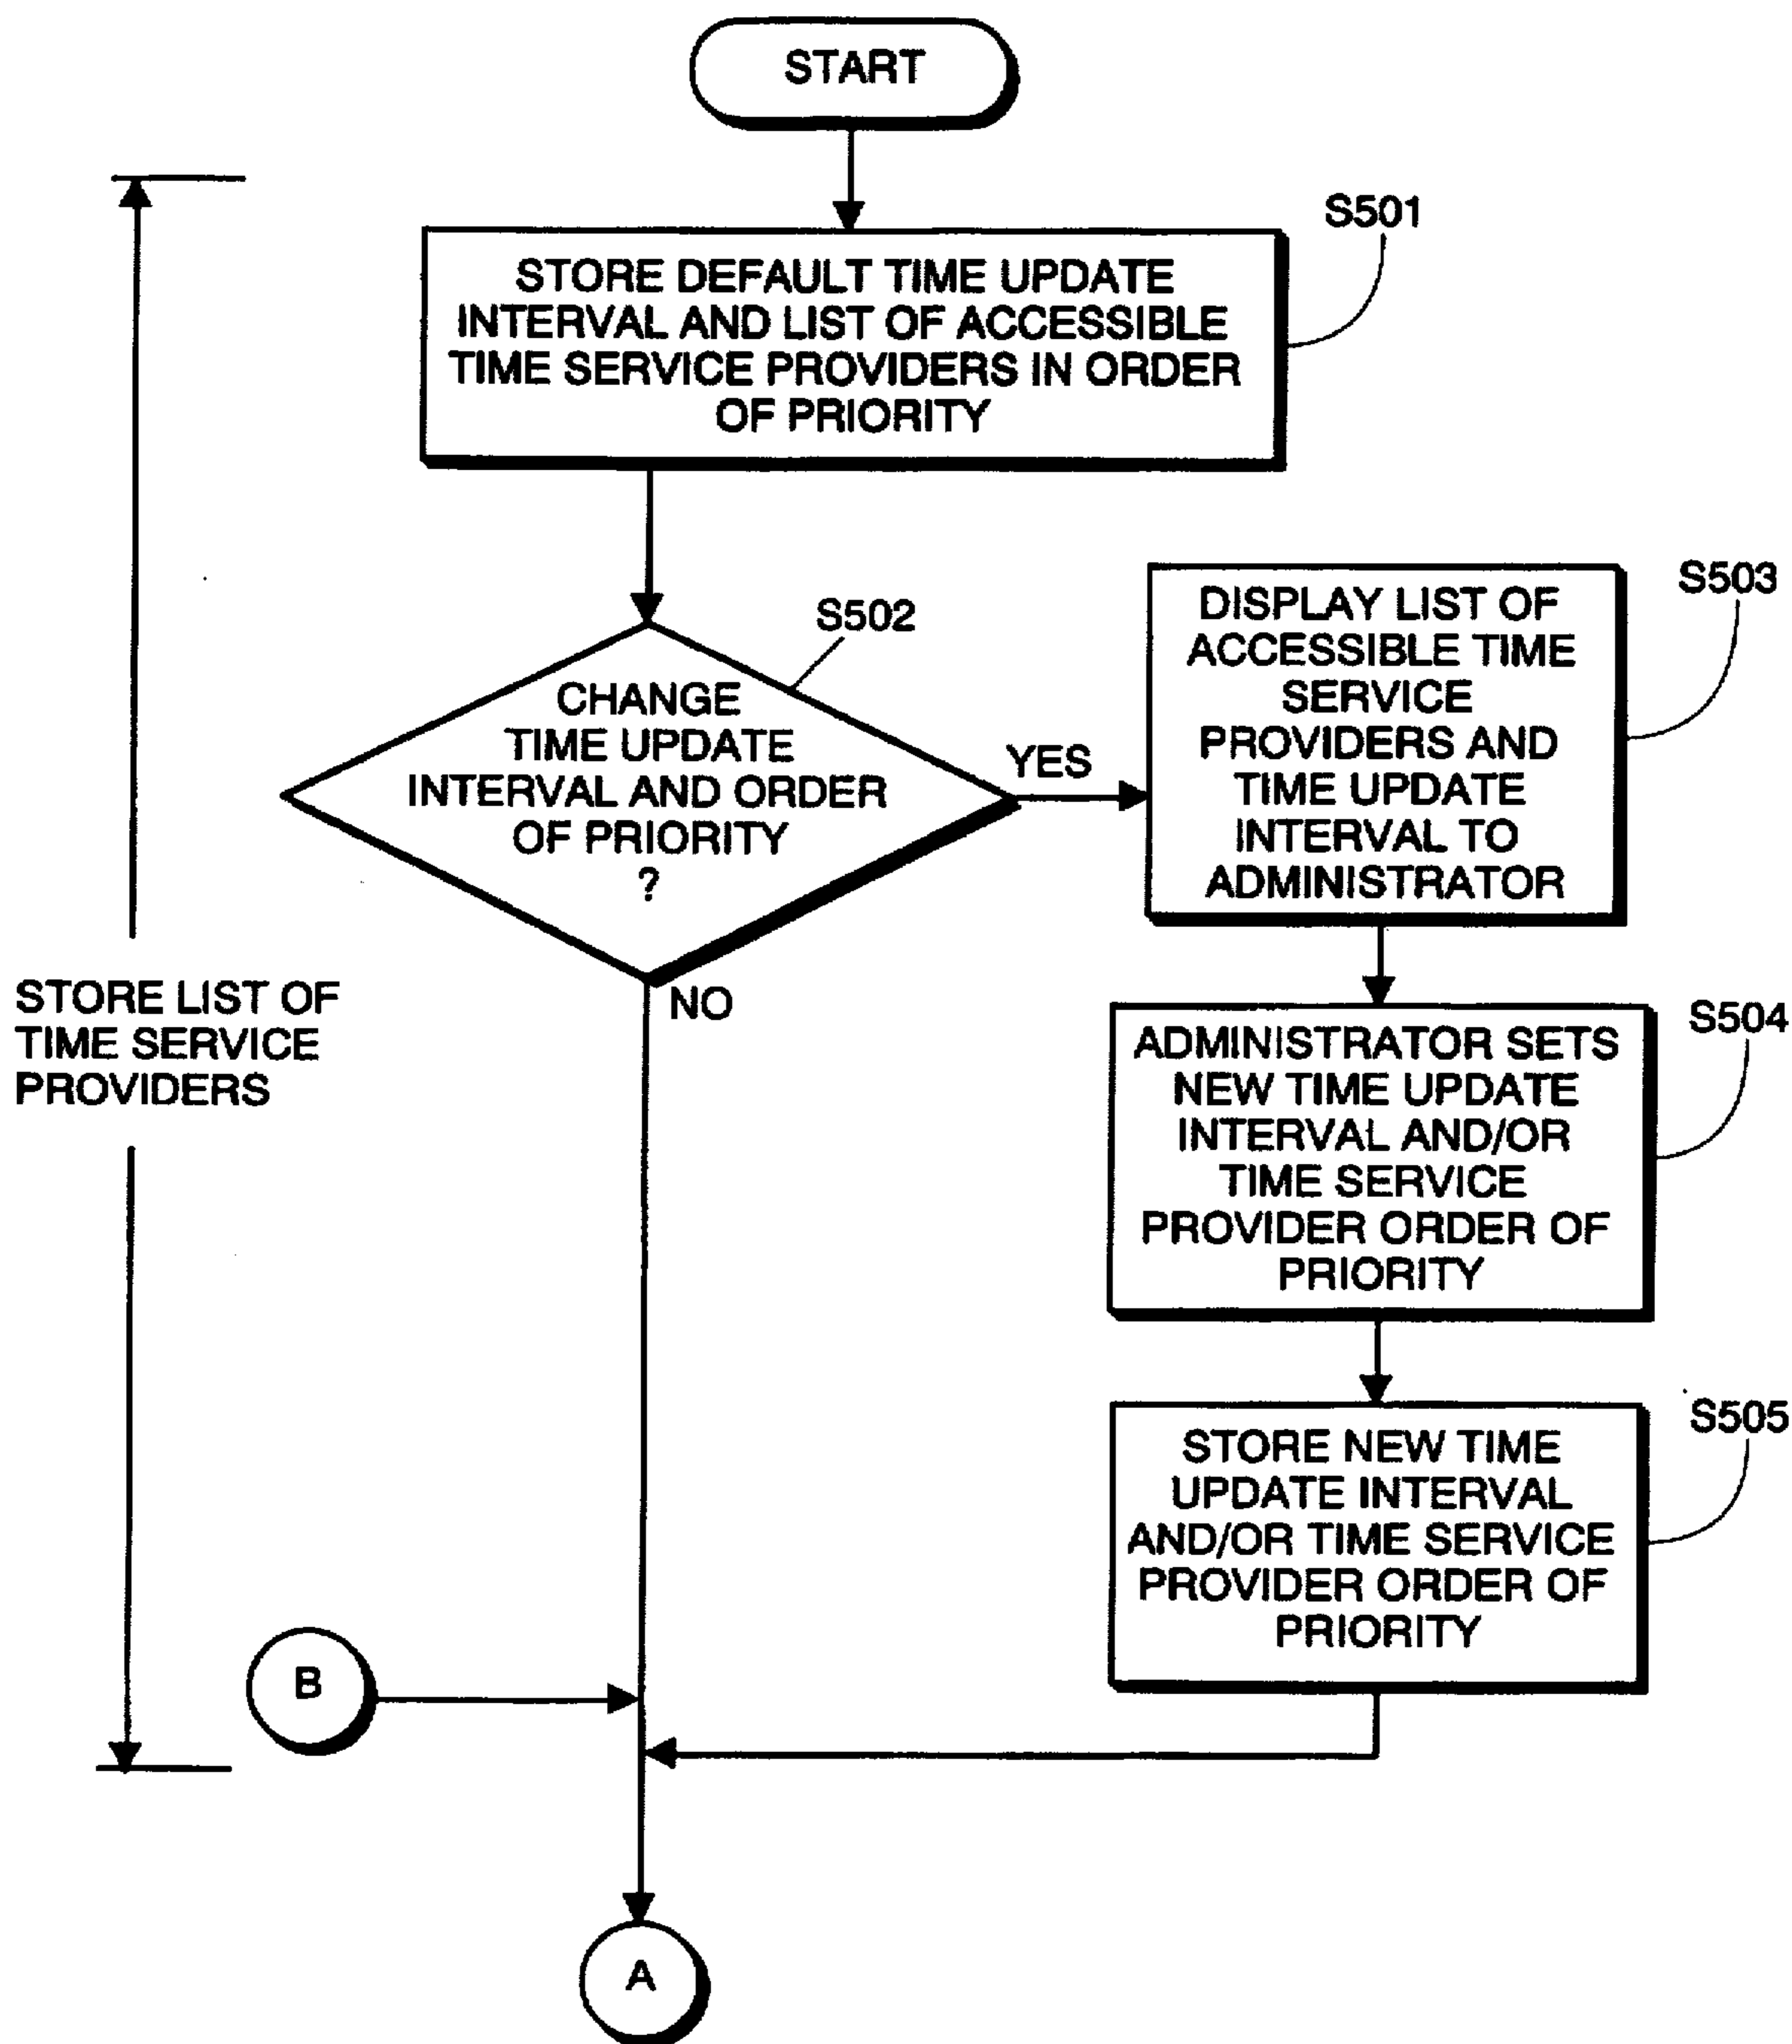 START
S501
STORE DEFAULT TIME UPDATE
INTERVAL AND LIST OF ACCESSIBLE
TIME SERVICE PROVIDERS IN ORDER
OF PRIORITY
S502
CHANGE
TIME UPDATE
INTERVAL AND ORDER
OF PRIORITY
?
YES
NO
S503
DISPLAY LIST OF
ACCESSIBLE TIME
SERVICE
PROVIDERS AND
TIME UPDATE
INTERVAL TO
ADMINISTRATOR
STORE LIST OF
TIME SERVICE
PROVIDERS
S504
ADMINISTRATOR SETS
NEW TIME UPDATE
INTERVAL AND/OR
TIME SERVICE
PROVIDER ORDER OF
PRIORITY
S505
STORE NEW TIME
UPDATE INTERVAL
AND/OR TIME SERVICE
PROVIDER ORDER OF
PRIORITY
B
A